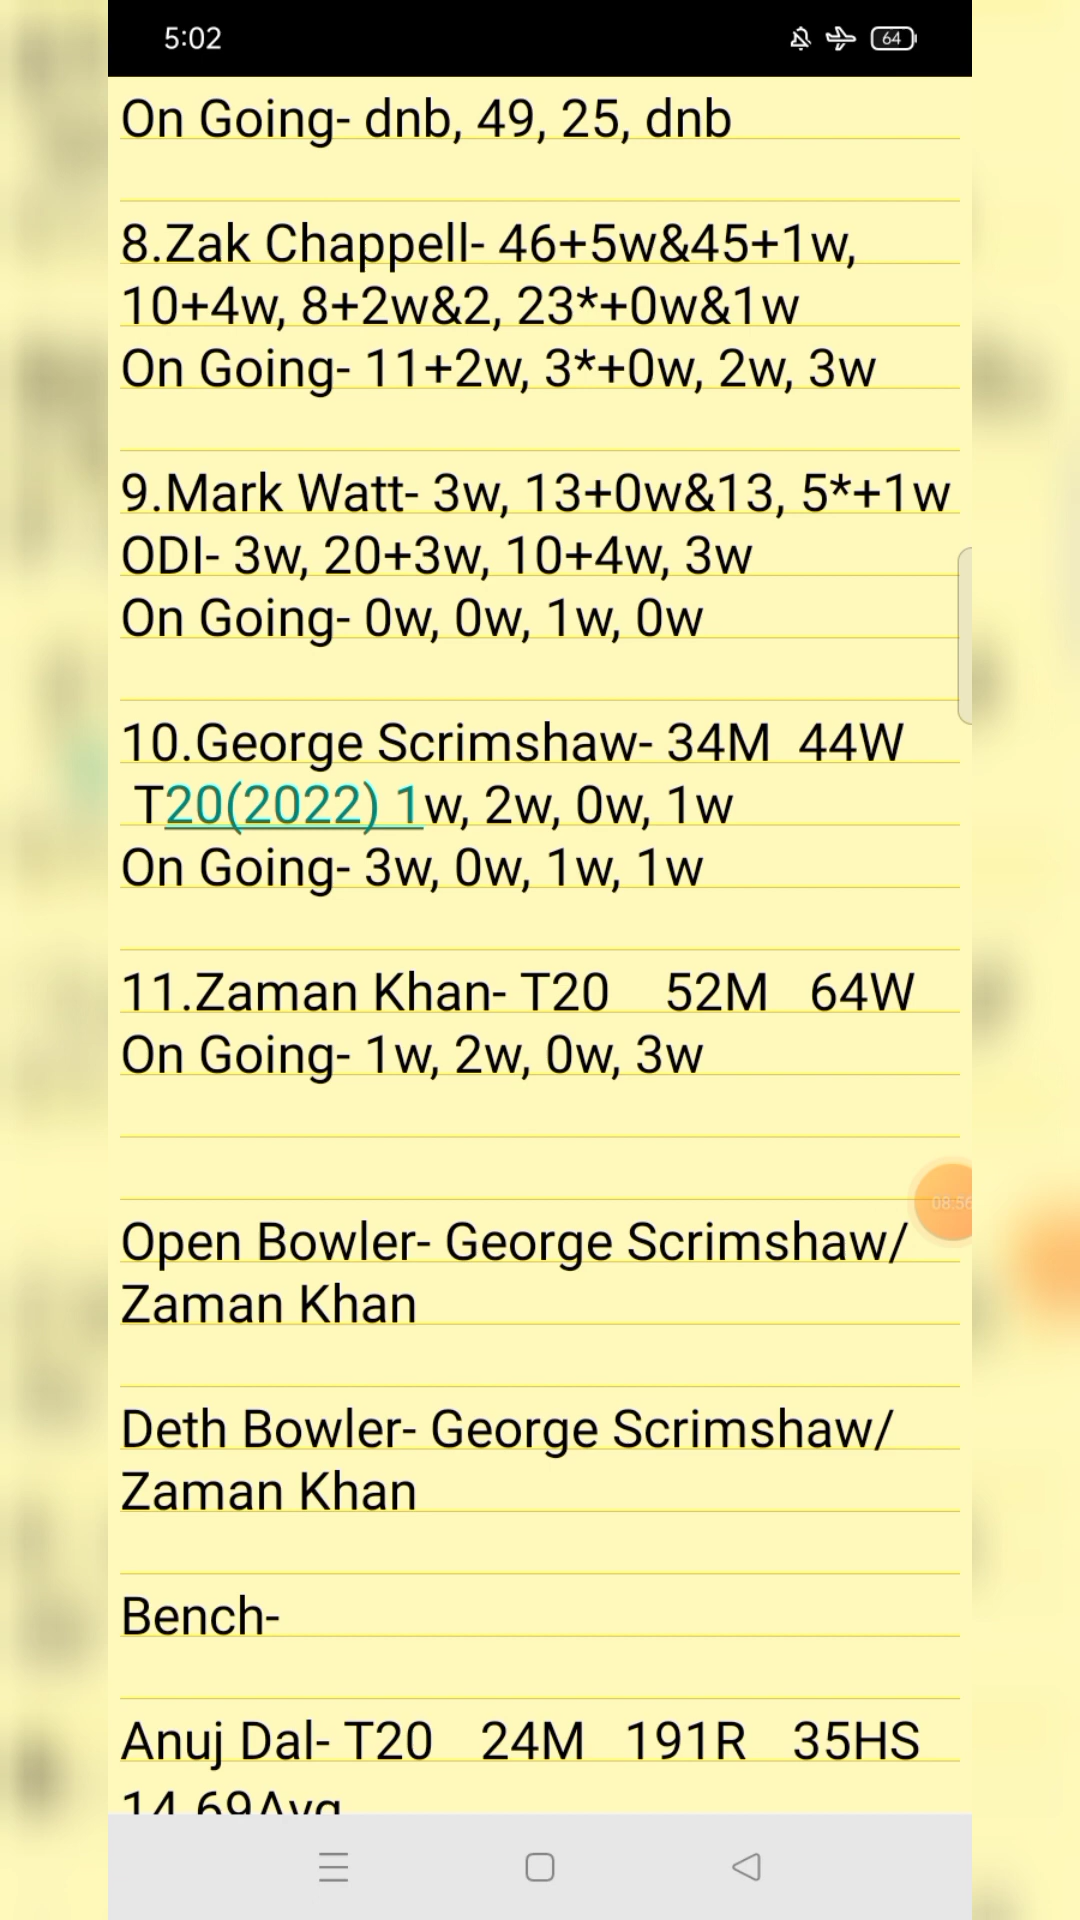 5:02
64
On Going- dnb, 49, 25, dnb
8.Zak Chappell- 46+5w&45+1w,
10+4w, 8+2w&2, 23*+0w&1w
On Going- 11+2w, 3*+0w, 2w, 3w
9.Mark Watt- 3w, 13+0w&13, 5*+1w
ODI- 3w, 20+3w, 10+4w, 3w
On Going- 0w, 0w, 1w, 0w
10.George Scrimshaw- 34M 44W
T20(2022) 1w, 2w, 0w, 1w
On Going- 3w, 0w, 1w, 1w
11.Zaman Khan- T20 52M 64W
On Going- 1w, 2w, 0w, 3w
08:56
Open Bowler- George Scrimshaw/
Zaman Khan
Deth Bowler- George Scrimshaw/
Zaman Khan
Bench-
Anuj Dal- T20 24M 191R 35HS
14.69Avg